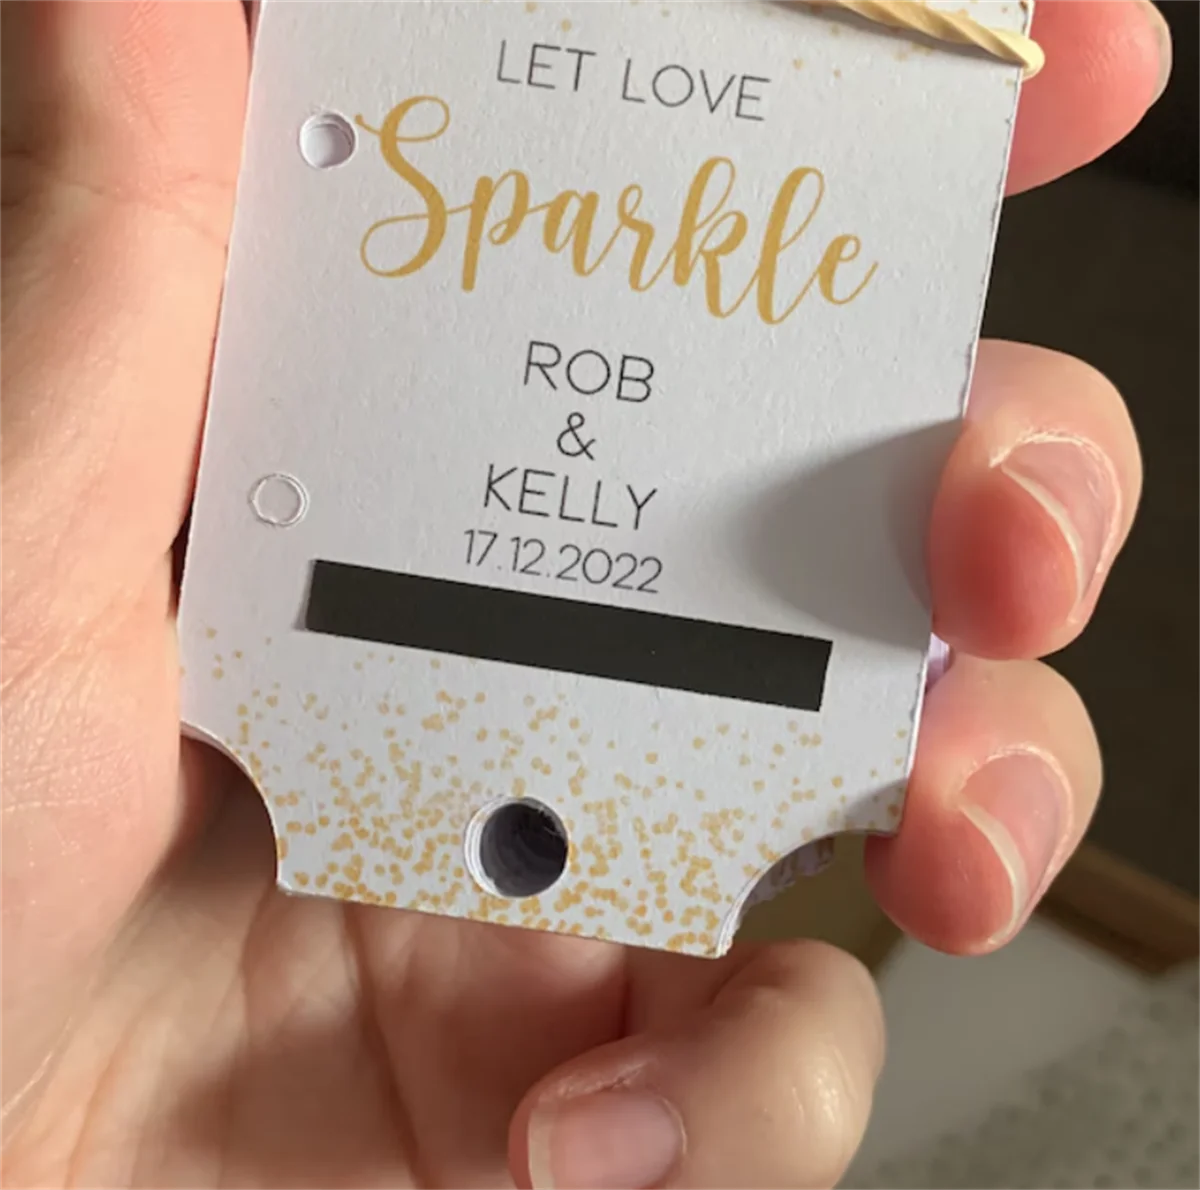 LET LOVE
Sparkle
ROB
&
KELLY
17.12.2022